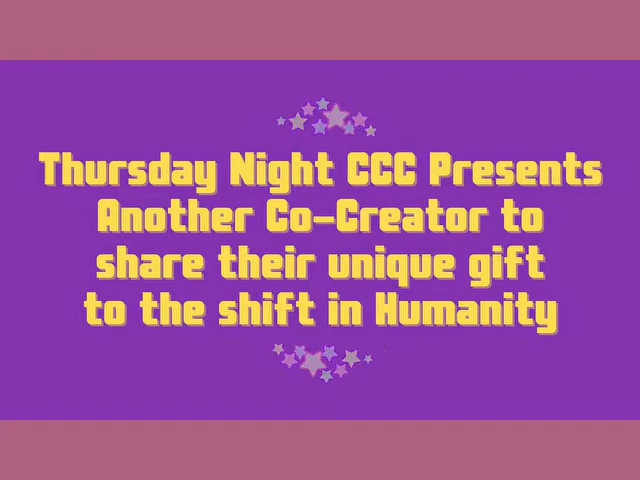 Thursday Night CCC Presents
Another Co-Creator to
share their unique gift
to the shift in Humanity